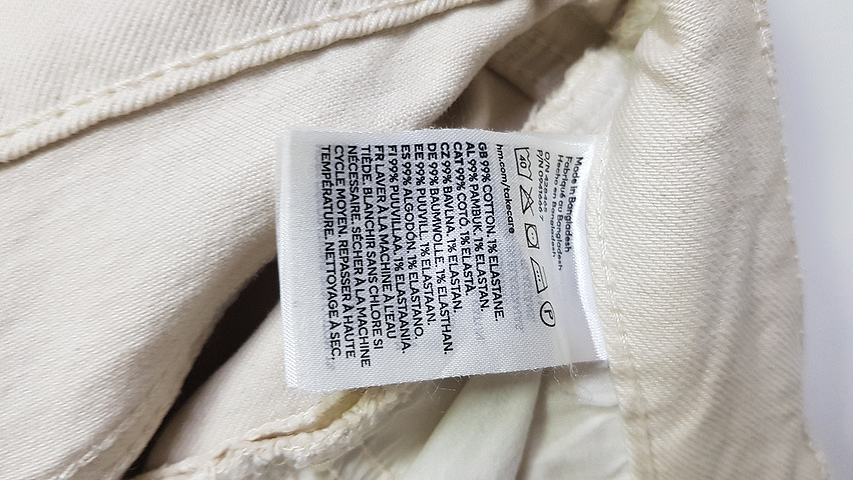 Made in Bangladesh
Fabriqué au Bangladesh
Hecho en Bangladesh
O/N
P/N
40
P
hm.com/takecare
GB 99% COTTON. 1% ELASTANE.
AL 99% PAMBUK. 1% ELASTAN.
CAT 99% COTÓ. 1% ELASTÀ.
CZ 99% BAVLNA. 1% ELASTAN.
DE 99% BAUMWOLLE. 1% ELASTHAN.
EE 99% PUUVILL. 1% ELASTAAN.
ES 99% ALGODÓN. 1% ELASTANO.
FI 99% PUUVILLAA. 1% ELASTAANIA.
FR LAVER À LA MACHINE À L'EAU
TIÈDE. BLANCHIR SANS CHLORE SI
NÉCESSAIRE. SÉCHER À LA MACHINE
CYCLE MOYEN. REPASSER À HAUTE
TEMPÉRATURE. NETTOYAGE À SEC.